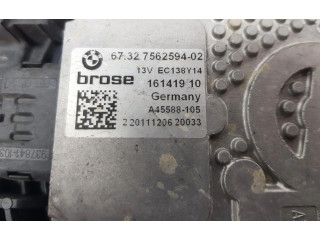 67.32 7562594-02
13V EC138Y14
brose
161419 10
Germany
A45588-105
2 20111206 20033